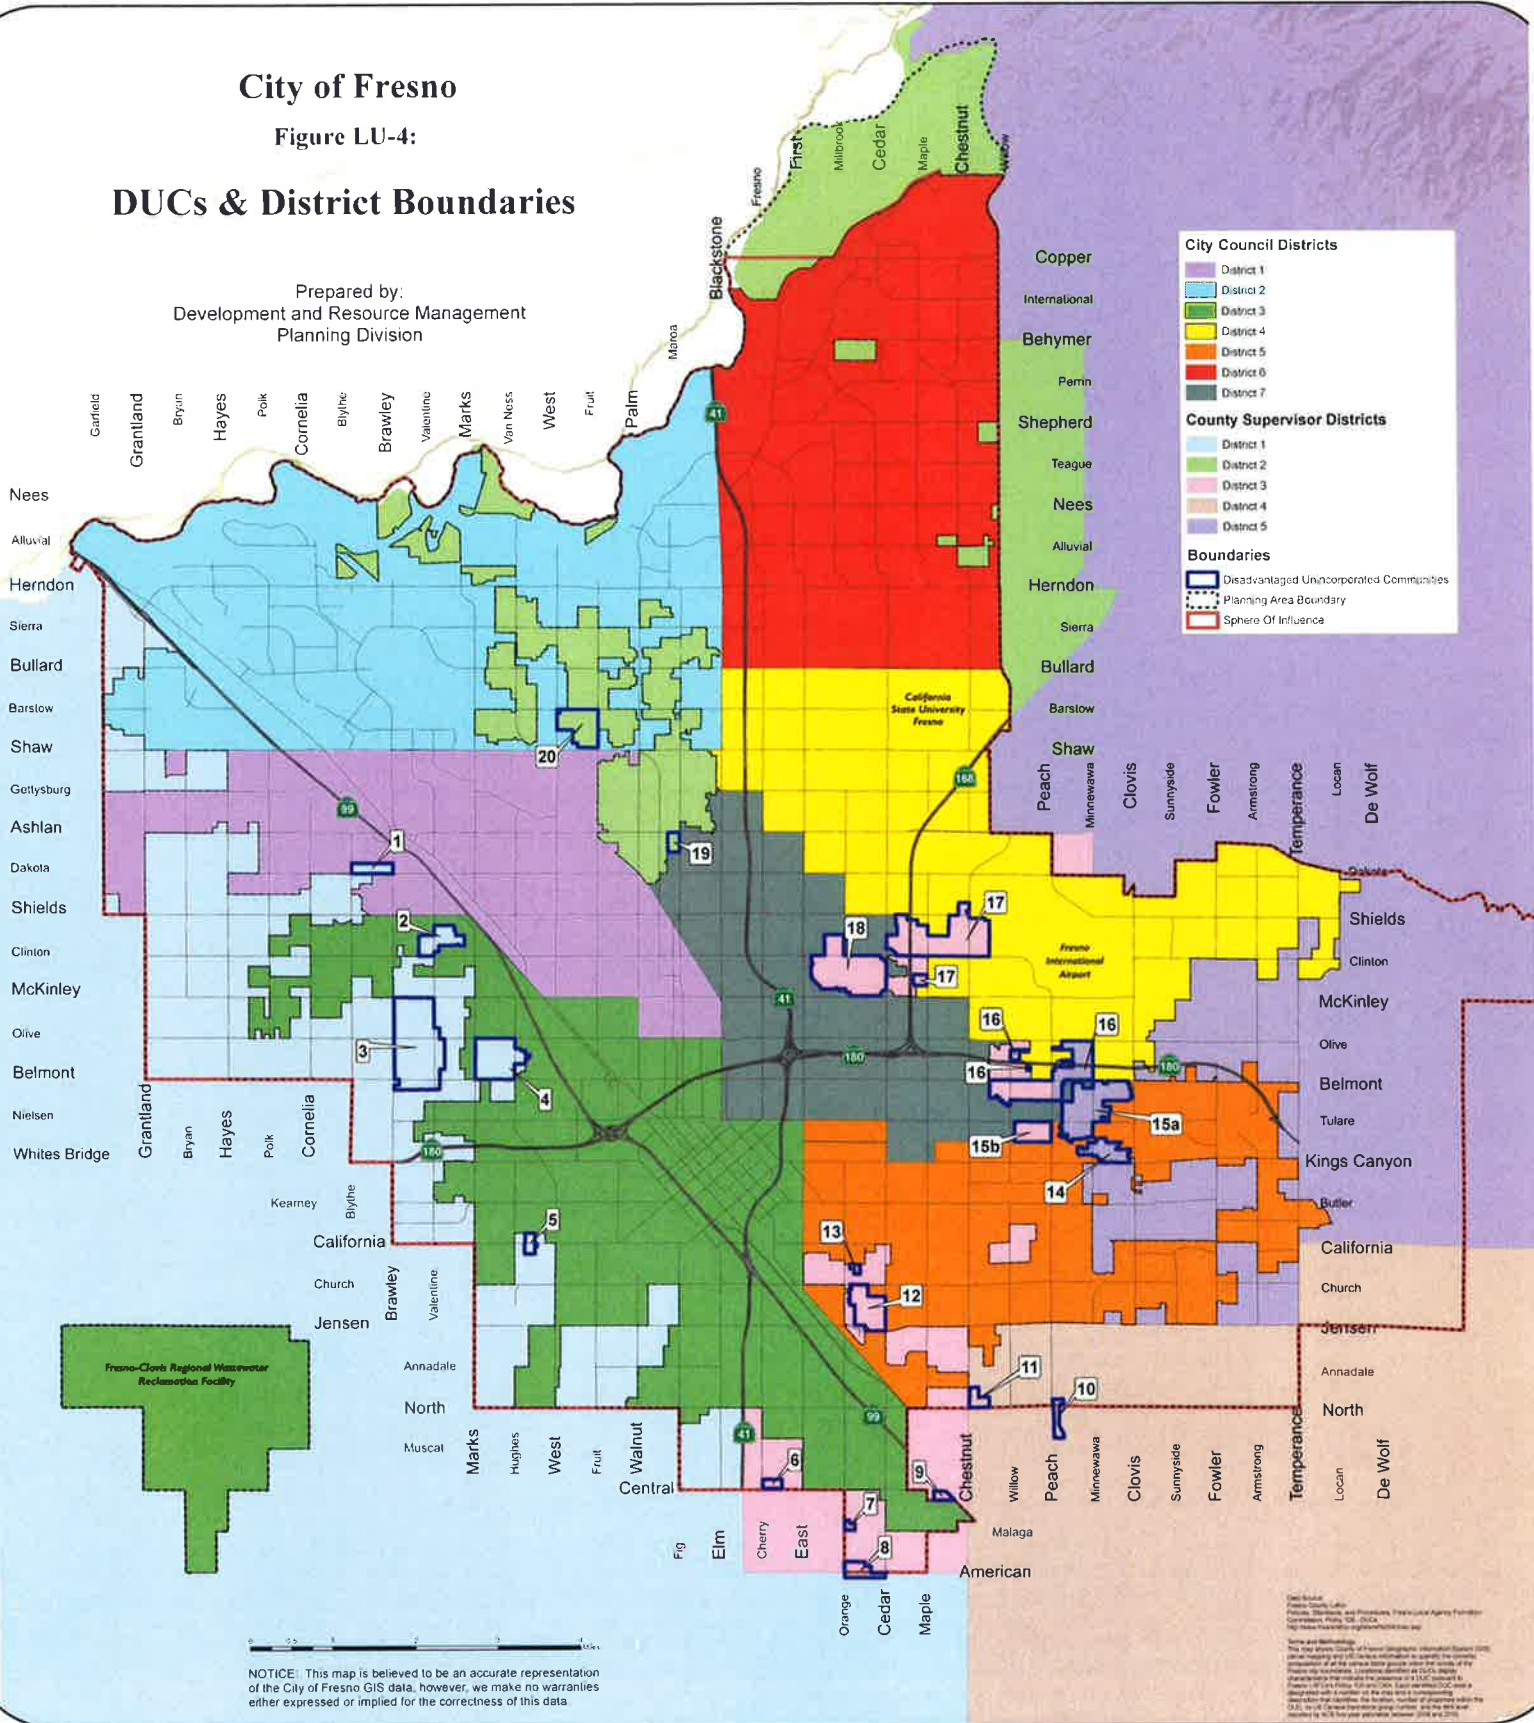 City of Fresno
Figure LU-4:
DUCs & District Boundaries
Prepared by:
Development and Resource Management
Planning Division
Garfield
Grantland
Bryan
Hayes
Polk
Cornelia
Blythe
Brawley
Valentine
Marks
Van Ness
West
Fruit
Palm
Maroa
Blackstone
Fresno
First
Millbrook
Cedar
Maple
Chestnut
Willow
Copper
International
Behymer
Perrin
Shepherd
Teague
Nees
Alluvial
Herndon
Sierra
Bullard
Barstow
Shaw
City Council Districts
District 1
District 2
District 3
District 4
District 5
District 6
District 7
County Supervisor Districts
District 1
District 2
District 3
District 4
District 5
Boundaries
Disadvantaged Unincorporated Communities
Planning Area Boundary
Sphere Of Influence
Nees
Alluvial
Herndon
Sierra
Bullard
Barstow
Shaw
Gettysburg
Ashlan
Dakota
Shields
Clinton
McKinley
Olive
Belmont
Nielsen
Whites Bridge
California
State University
Fresno
Peach
Minnewawa
Clovis
Sunnyside
Fowler
Armstrong
Temperance
Locan
De Wolf
Dakota
Shields
Clinton
McKinley
Olive
Belmont
Tulare
Kings Canyon
Butler
California
Church
Jensen
Annadale
North
Fresno
International
Airport
41
99
168
41
180
180
180
99
41
1
2
3
4
5
6
7
8
9
10
11
12
13
14
15a
15b
16
16
16
17
17
18
19
20
Grantland
Bryan
Hayes
Polk
Cornelia
Kearney
Blythe
California
Church
Jensen
Brawley
Valentine
Annadale
North
Muscat
Central
Marks
Hughes
West
Fruit
Walnut
Fig
Elm
Cherry
East
Orange
Cedar
Maple
Chestnut
Willow
Peach
Minnewawa
Clovis
Sunnyside
Fowler
Armstrong
Temperance
Locan
De Wolf
Malaga
American
Fresno-Clovis Regional Wastewater
Reclamation Facility
NOTICE: This map is believed to be an accurate representation
of the City of Fresno GIS data, however, we make no warranties
either expressed or implied for the correctness of this data.